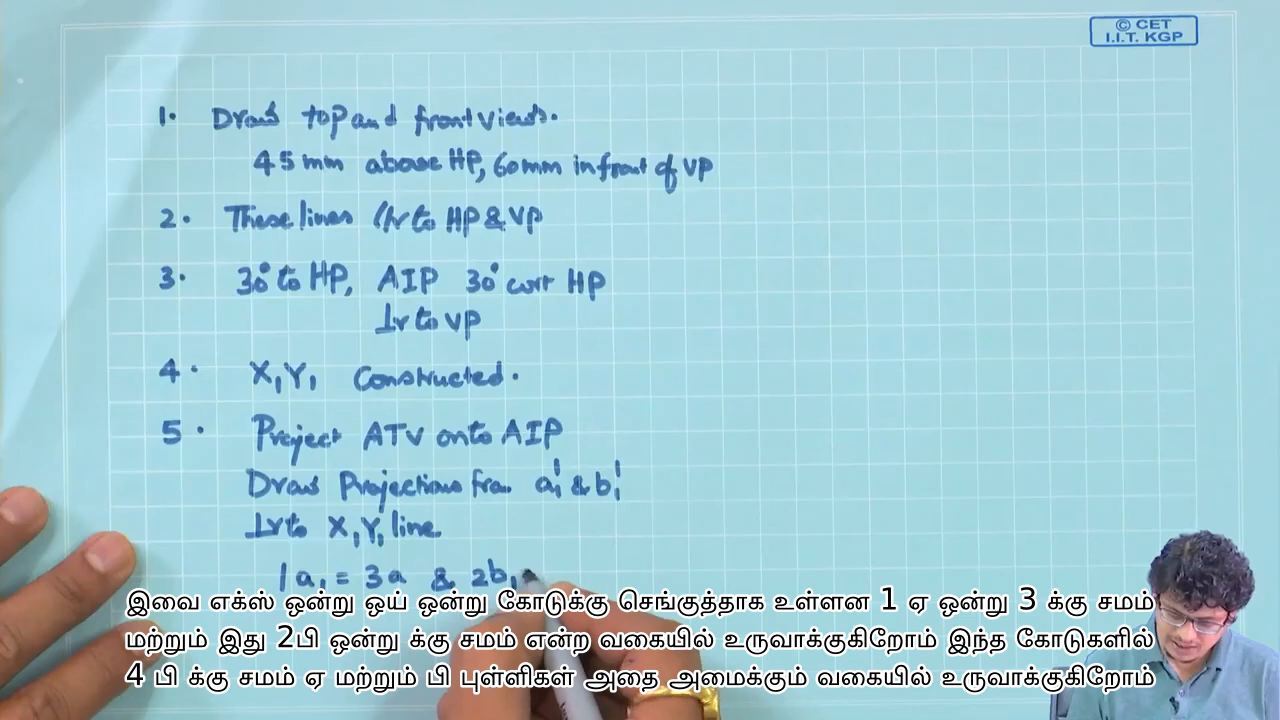 © CET
I.I.T. KGP
1. Draw top and front views.
45mm above HP, 60mm in front of VP
2. These lines ||r to HP & VP
3. 30° to HP, AIP 30° wrt HP
⊥r to VP
4. X₁Y₁ Constructed.
5. Project ATV onto AIP
Draw Projections from a₁' & b₁'
⊥r to X₁Y₁ line
1a₁ = 3a & 2b₁
இவை எக்ஸ் ஒன்று ஒய் ஒன்று கோடுக்கு செங்குத்தாக உள்ளன 1 ஏ ஒன்று 3 க்கு சமம்
மற்றும் இது 2பி ஒன்று க்கு சமம் என்ற வகையில் உருவாக்குகிறோம் இந்த கோடுகளில்
4 பி க்கு சமம் ஏ மற்றும் பி புள்ளிகள் அதை அமைக்கும் வகையில் உருவாக்குகிறோம்